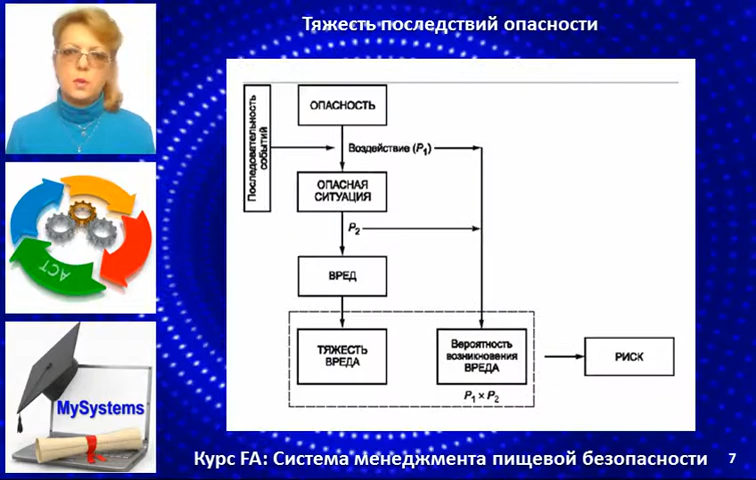 Тяжесть последствий опасности
Последовательность
событий
ОПАСНОСТЬ
Воздействие (P1)
ОПАСНАЯ
СИТУАЦИЯ
P2
ВРЕД
ТЯЖЕСТЬ
ВРЕДА
Вероятность
возникновения
ВРЕДА
P1 × P2
РИСК
ACT
MySystems
Курс FA: Система менеджмента пищевой безопасности
7